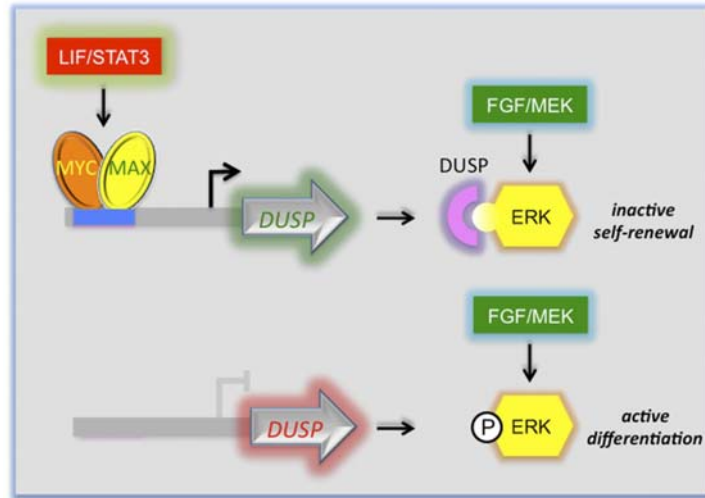 LIF/STAT3
FGF/MEK
MYC
MAX
DUSP
DUSP
ERK
inactive
self-renewal
FGF/MEK
DUSP
P
ERK
active
differentiation